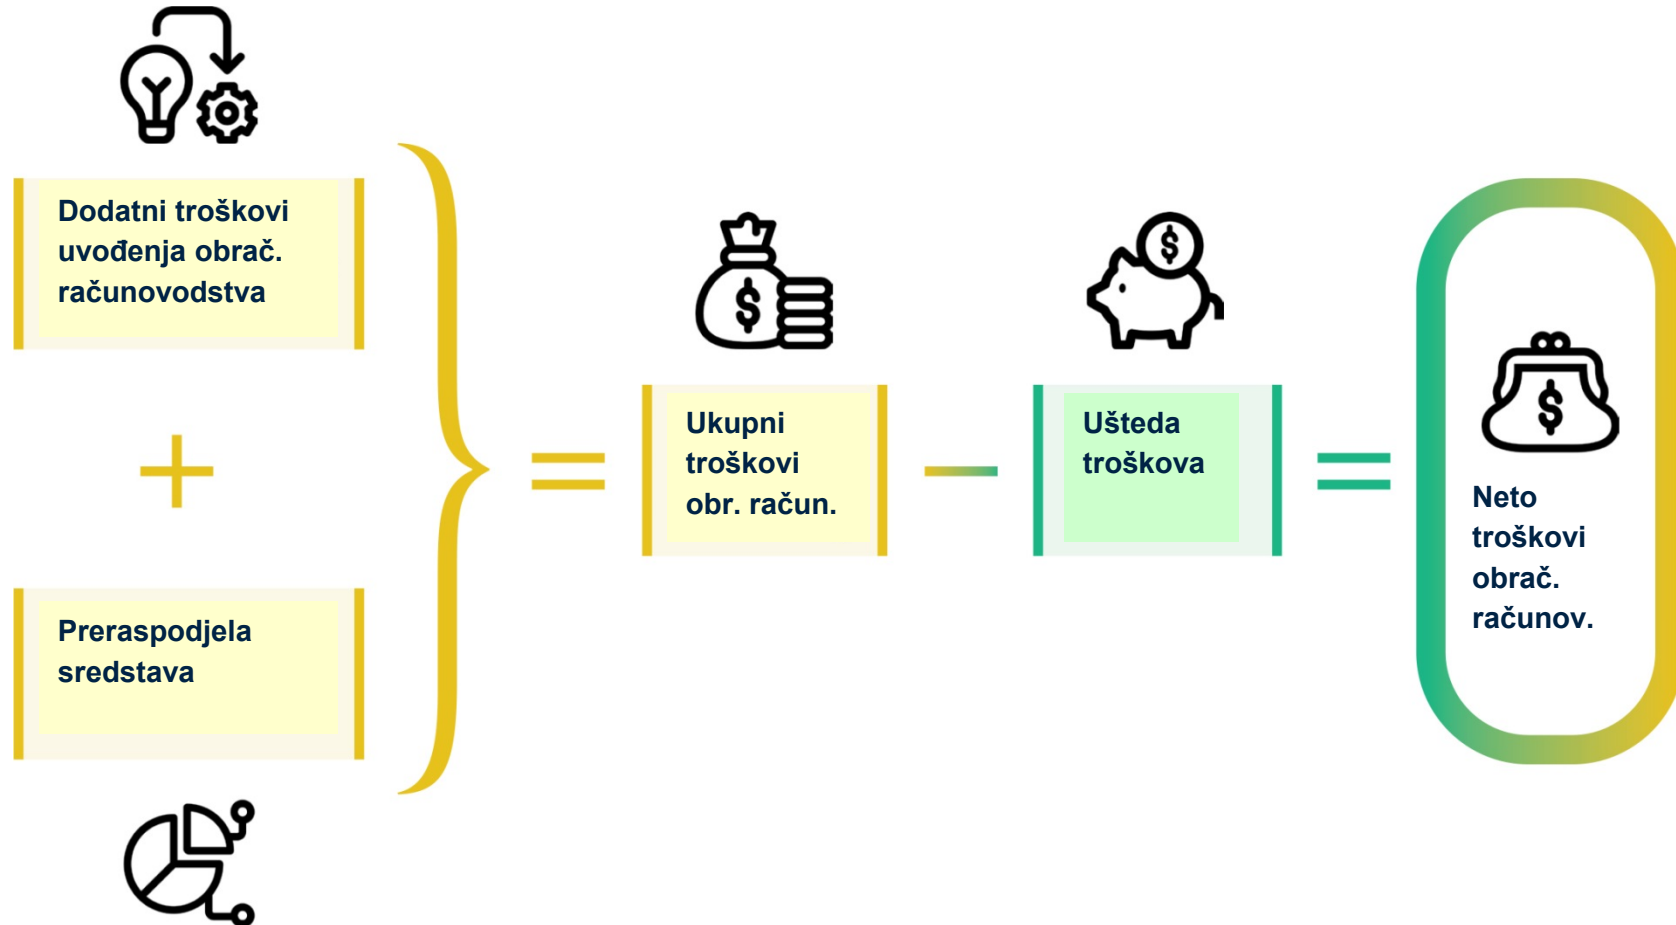 Dodatni troškovi
uvođenja obrač.
računovodstva
+
Preraspodjela
sredstava
=
Ukupni
troškovi
obr. račun.
−
Ušteda
troškova
=
Neto
troškovi
obrač.
računov.